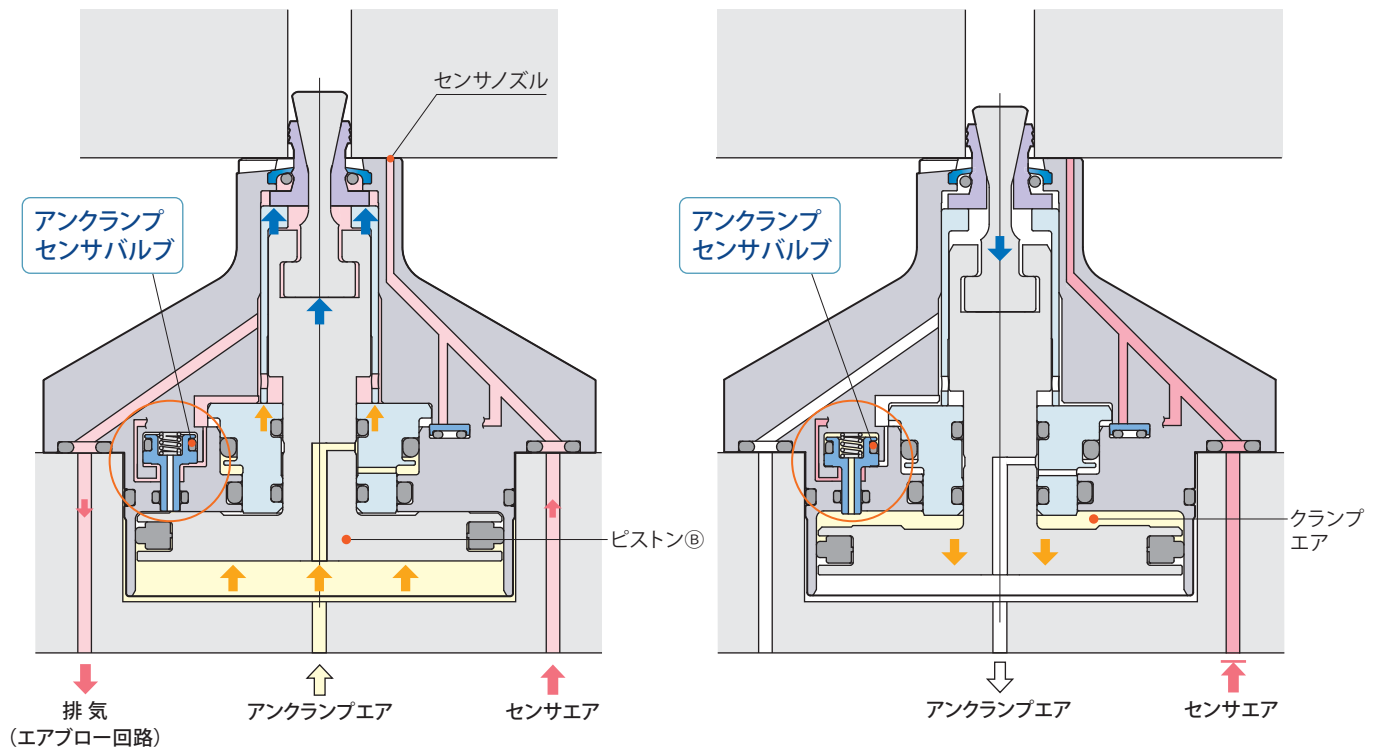 センサノズル
アンクランプ
センサバルブ
ピストンⒷ
排 気
(エアブロー回路)
アンクランプエア
センサエア
アンクランプ
センサバルブ
クランプ
エア
アンクランプエア
センサエア